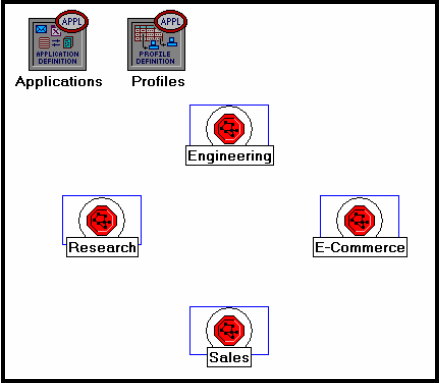 APPL
APPL
APPLICATION
DEFINITION
PROFILE
DEFINITION
Applications
Profiles
Engineering
Research
E-Commerce
Sales